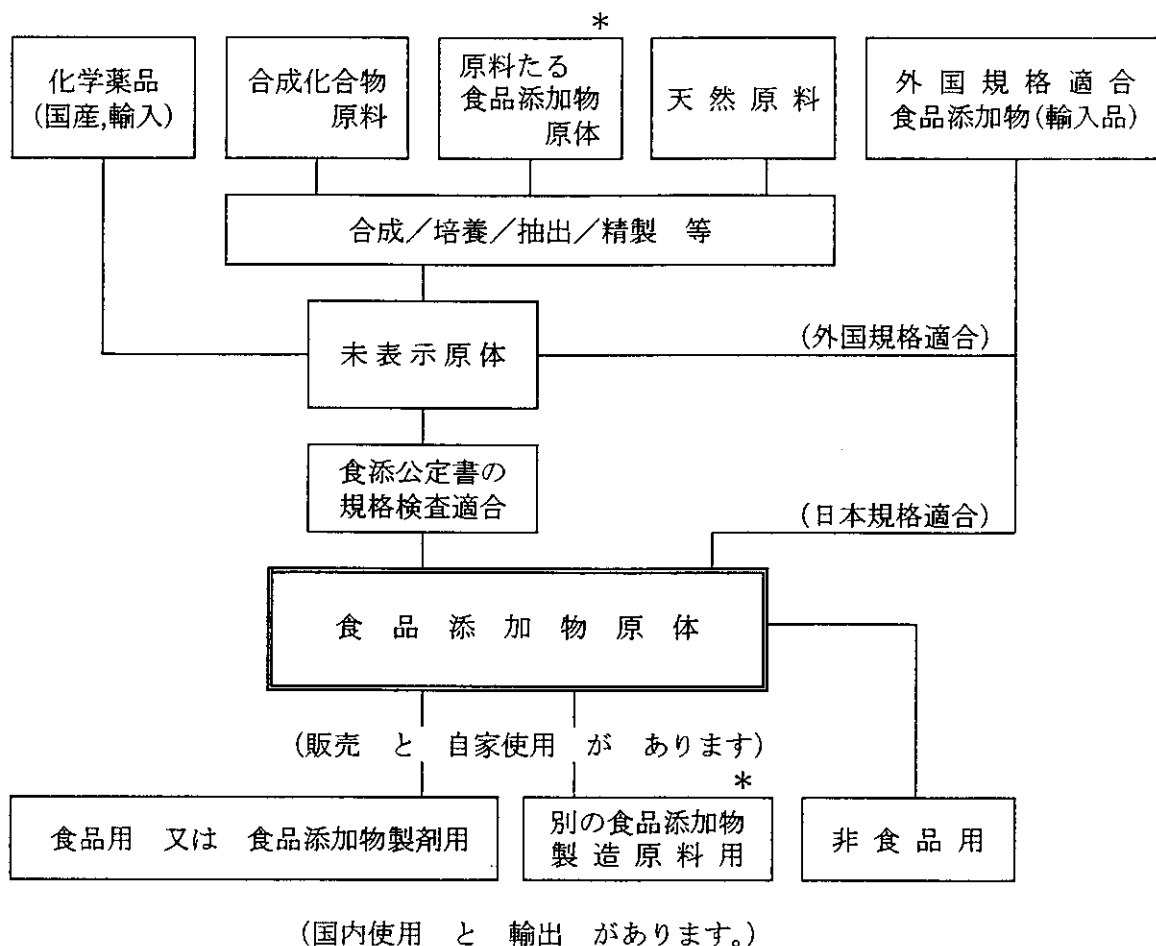 *
化学薬品
(国産,輸入)
合成化合物
原料
原料たる
食品添加物
原体
天然原料
外国規格適合
食品添加物(輸入品)
合成/培養/抽出/精製 等
未表示原体
(外国規格適合)
食添公定書の
規格検査適合
(日本規格適合)
食品添加物原体
(販売 と 自家使用 が あります)
*
食品用 又は 食品添加物製剤用
別の食品添加物
製造原料用
非食品用
(国内使用 と 輸出 があります。)